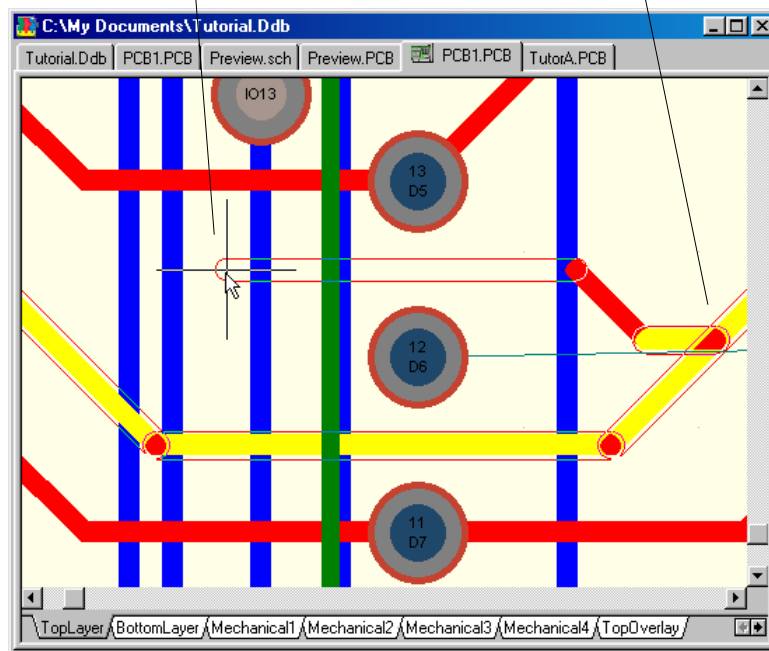 C:\My Documents\Tutorial.Ddb
Tutorial.Ddb PCB1.PCB Preview.sch Preview.PCB PCB1.PCB TutorA.PCB
IO13
13
D5
12
D6
11
D7
TopLayer BottomLayer Mechanical1 Mechanical2 Mechanical3 Mechanical4 TopOverlay